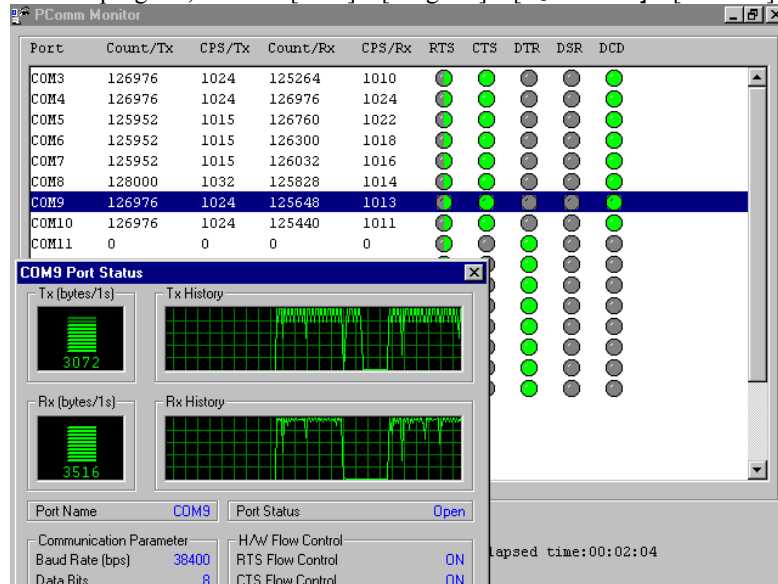 PComm Monitor
Port Count/Tx CPS/Tx Count/Rx CPS/Rx RTS CTS DTR DSR DCD
COM3 126976 1024 125264 1010
COM4 126976 1024 126976 1024
COM5 125952 1015 126760 1022
COM6 125952 1015 126300 1018
COM7 125952 1015 126032 1016
COM8 128000 1032 125828 1014
COM9 126976 1024 125648 1013
COM10 126976 1024 125440 1011
COM11 0 0 0 0
COM9 Port Status
Tx (bytes/1s) Tx History
3072
Rx (bytes/1s) Rx History
3516
Port Name COM9 Port Status Open
Communication Parameter H/W Flow Control
Baud Rate (bps) 38400 RTS Flow Control ON
lapsed time:00:02:04
Data Bits 8 CTS Flow Control ON